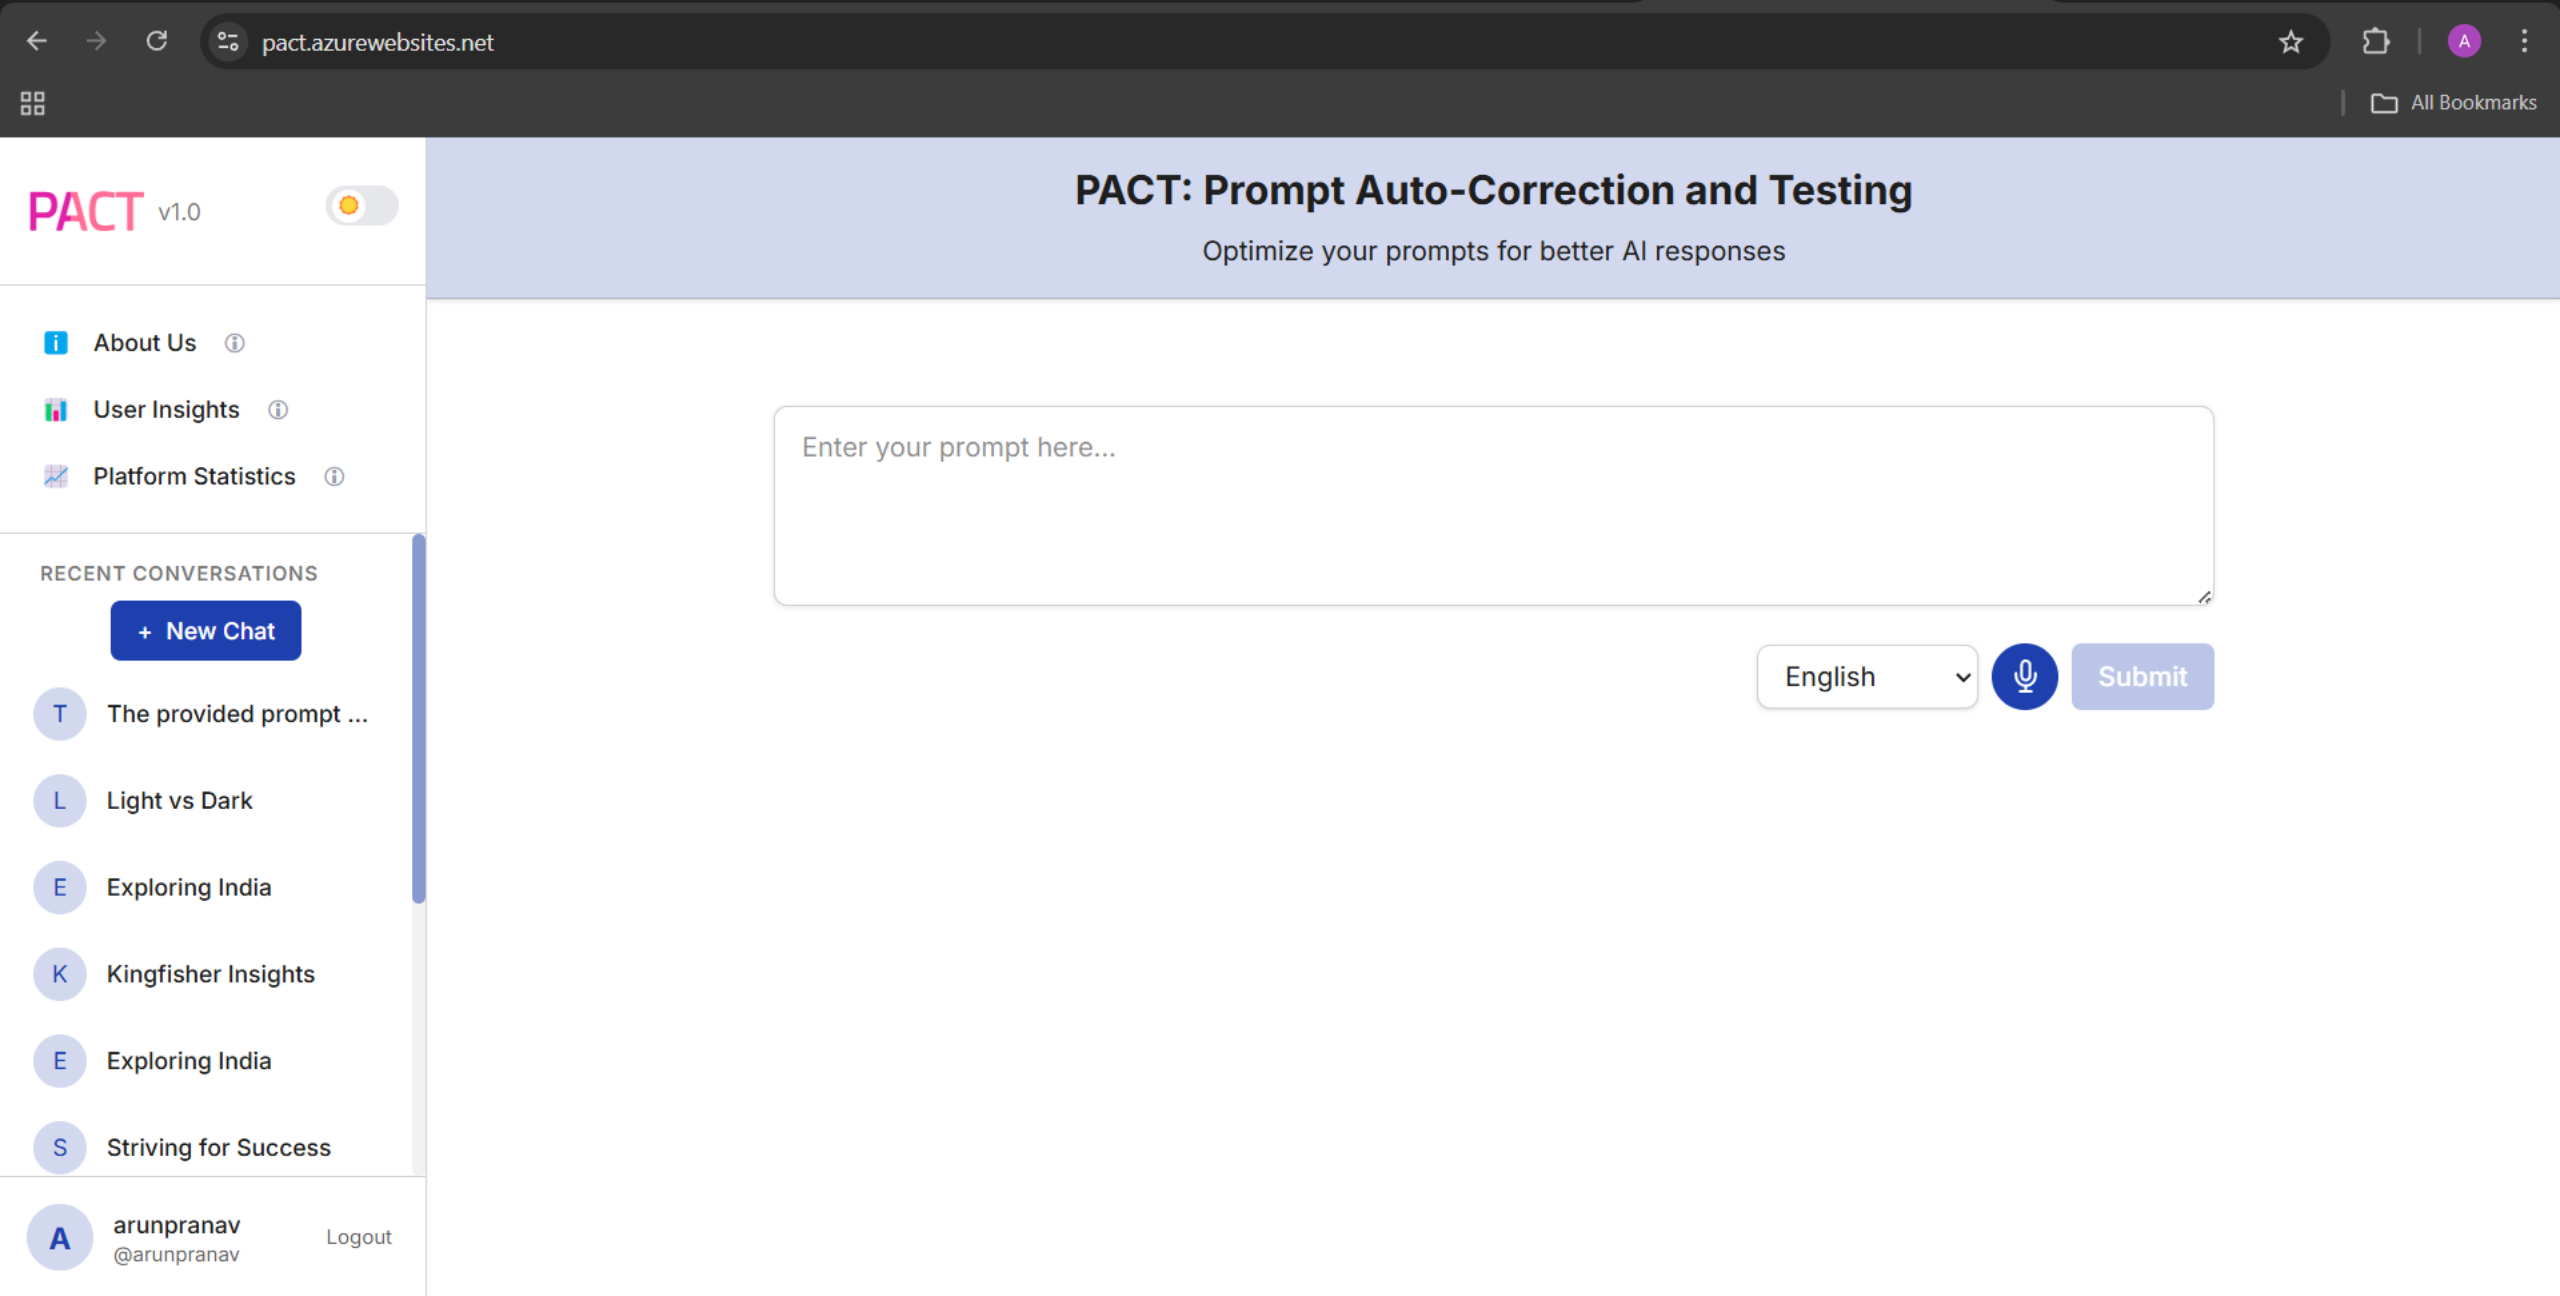 pact.azurewebsites.net
A
All Bookmarks
PACT v1.0
About Us
User Insights
Platform Statistics
RECENT CONVERSATIONS
+ New Chat
T The provided prompt ...
L Light vs Dark
E Exploring India
K Kingfisher Insights
E Exploring India
S Striving for Success
A arunpranav
@arunpranav
Logout
PACT: Prompt Auto-Correction and Testing
Optimize your prompts for better AI responses
Enter your prompt here...
English
Submit